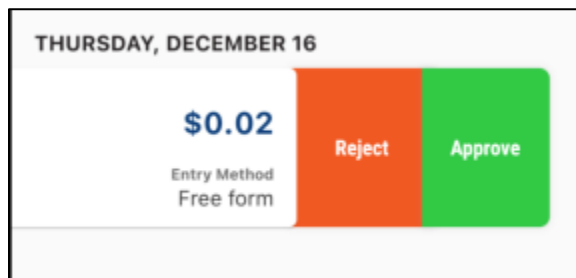 THURSDAY, DECEMBER 16
$0.02
Reject
Approve
Entry Method
Free form